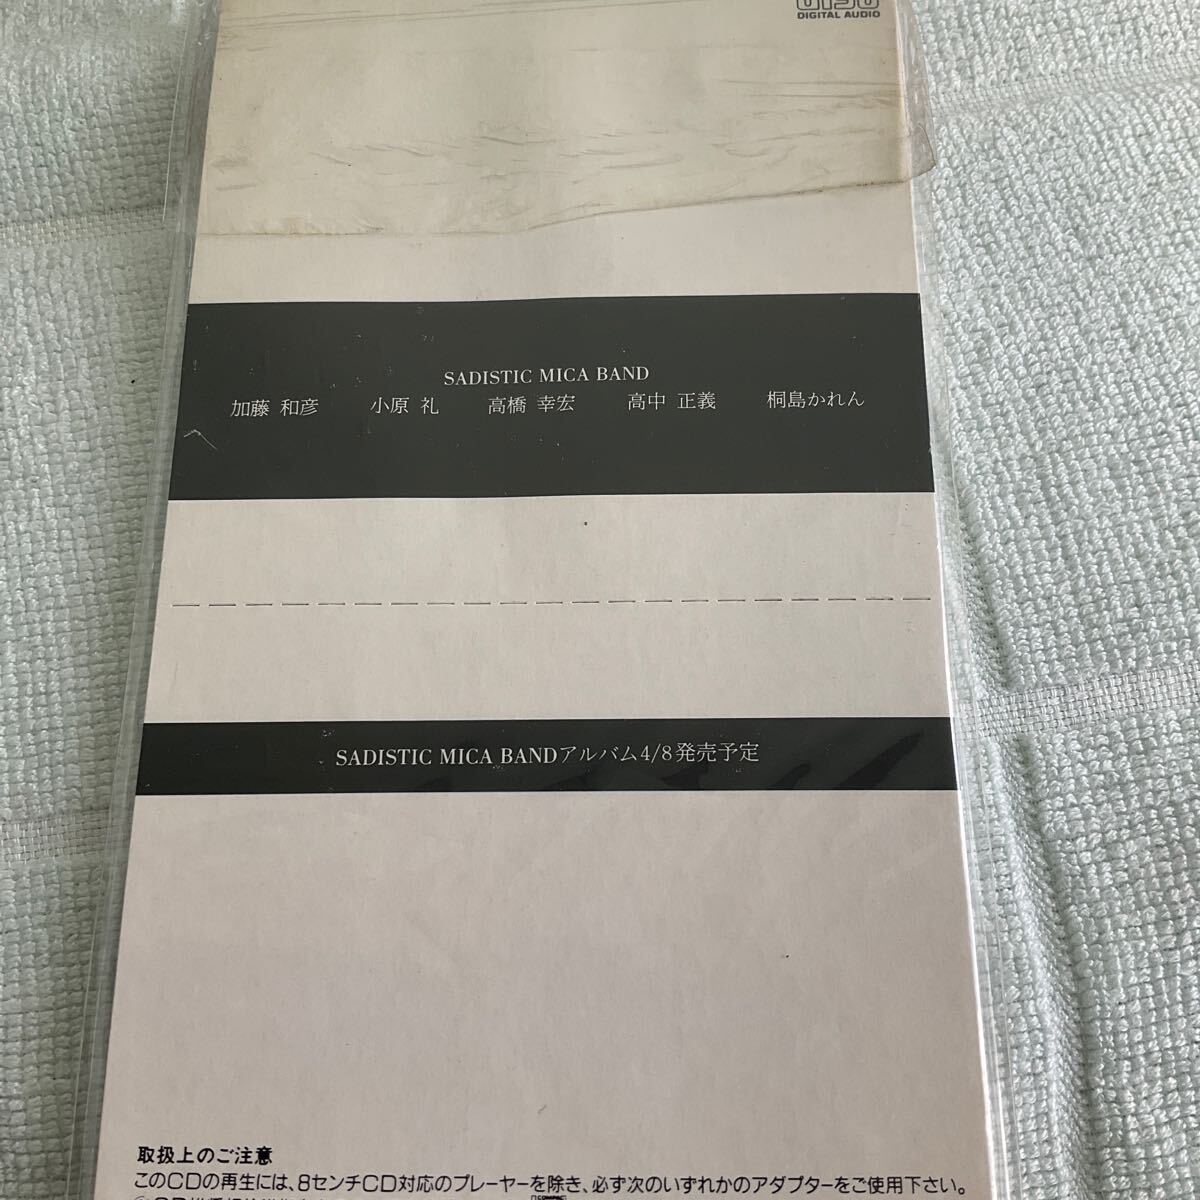 DIGITAL AUDIO
SADISTIC MICA BAND
加藤 和彦 小原 礼 高橋 幸宏 高中 正義 桐島かれん
SADISTIC MICA BANDアルバム4/8発売予定
取扱上のご注意
このCDの再生には、8センチCD対応のプレーヤーを除き、必ず次のいずれかのアダプターをご使用下さい。